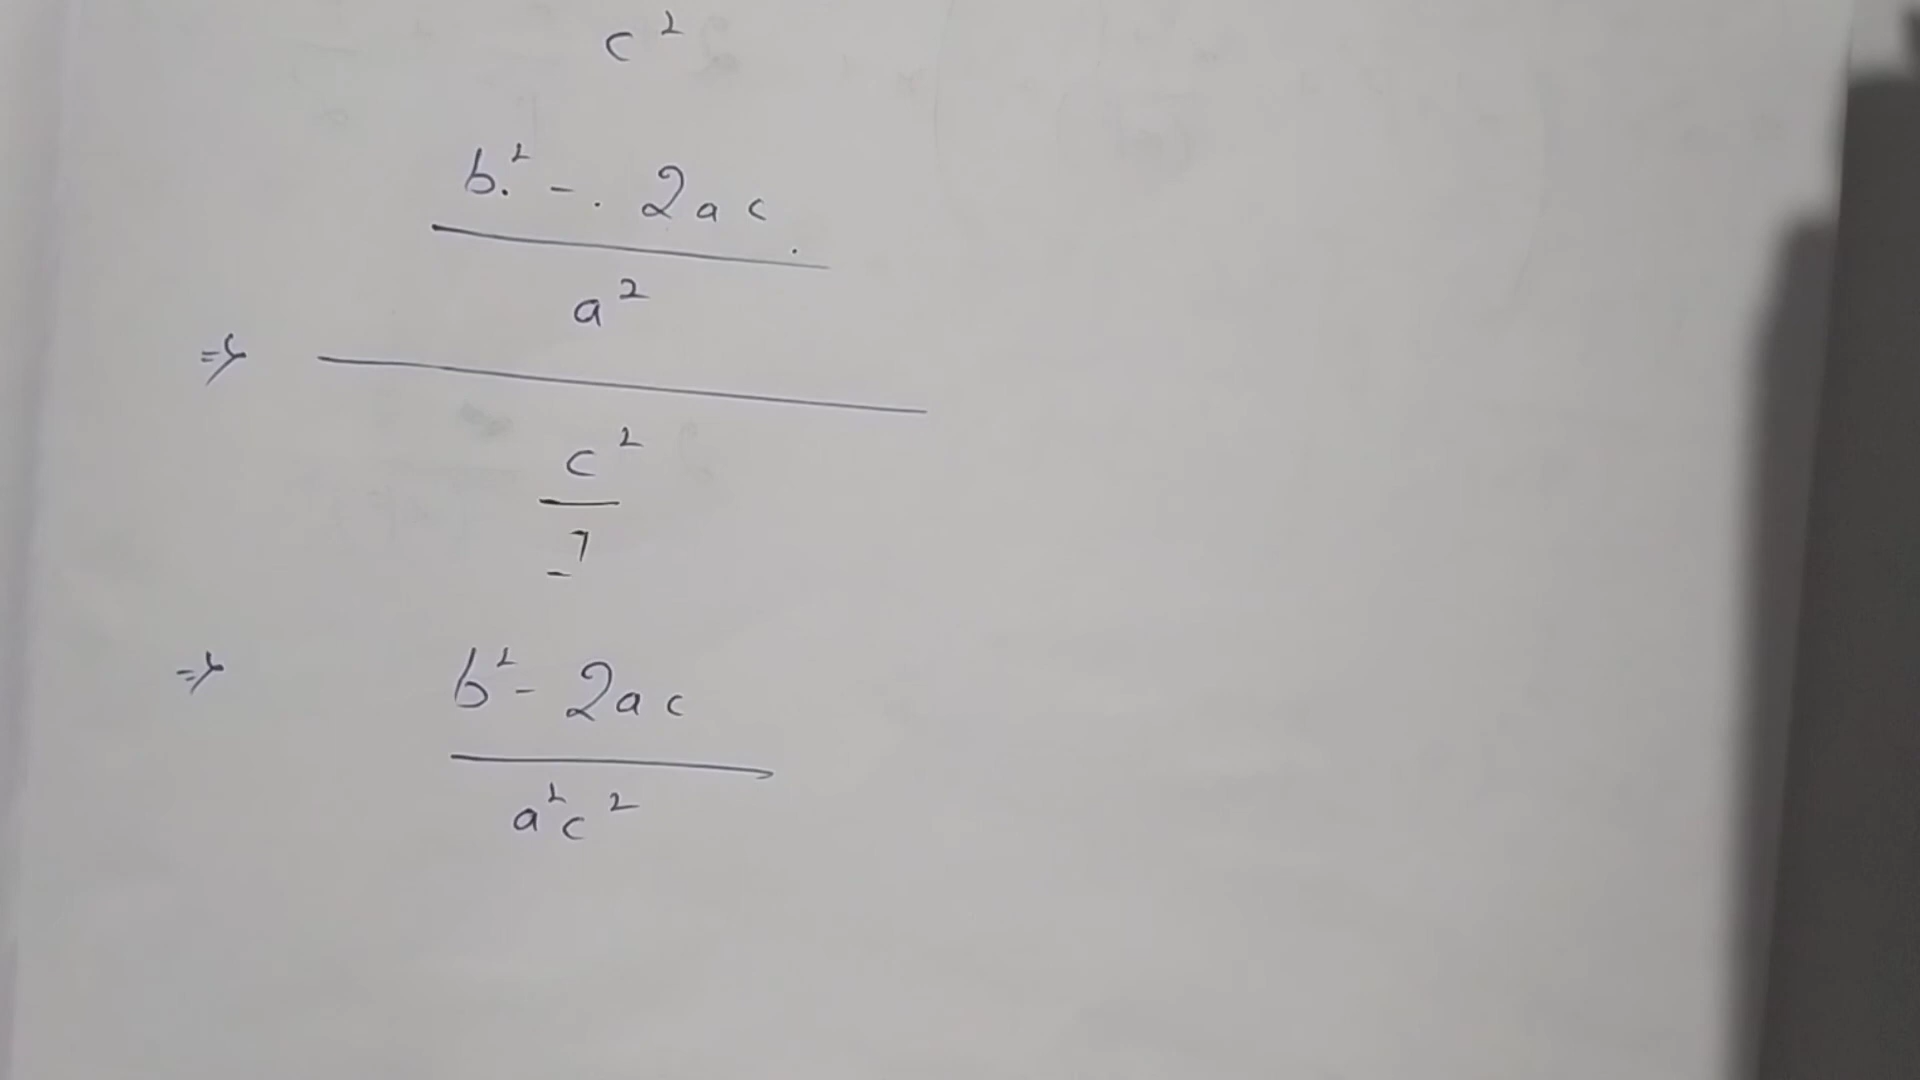 c²
b² - 2ac
a²
⇒
c²
1
⇒ b² - 2ac
a²c²